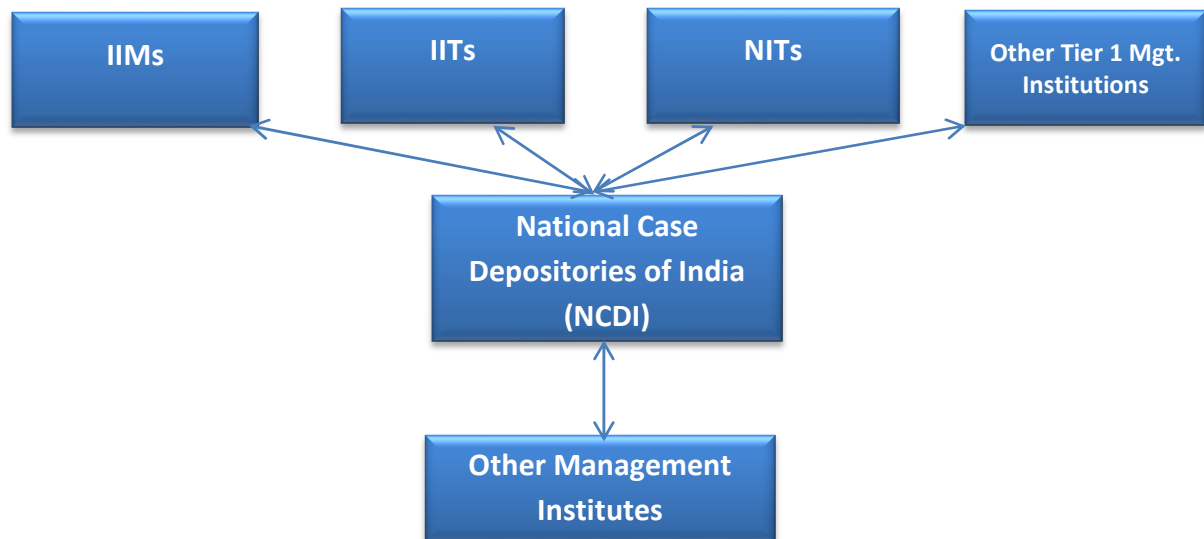 IIMs
IITs
NITs
Other Tier 1 Mgt.
Institutions
National Case
Depositories of India
(NCDI)
Other Management
Institutes